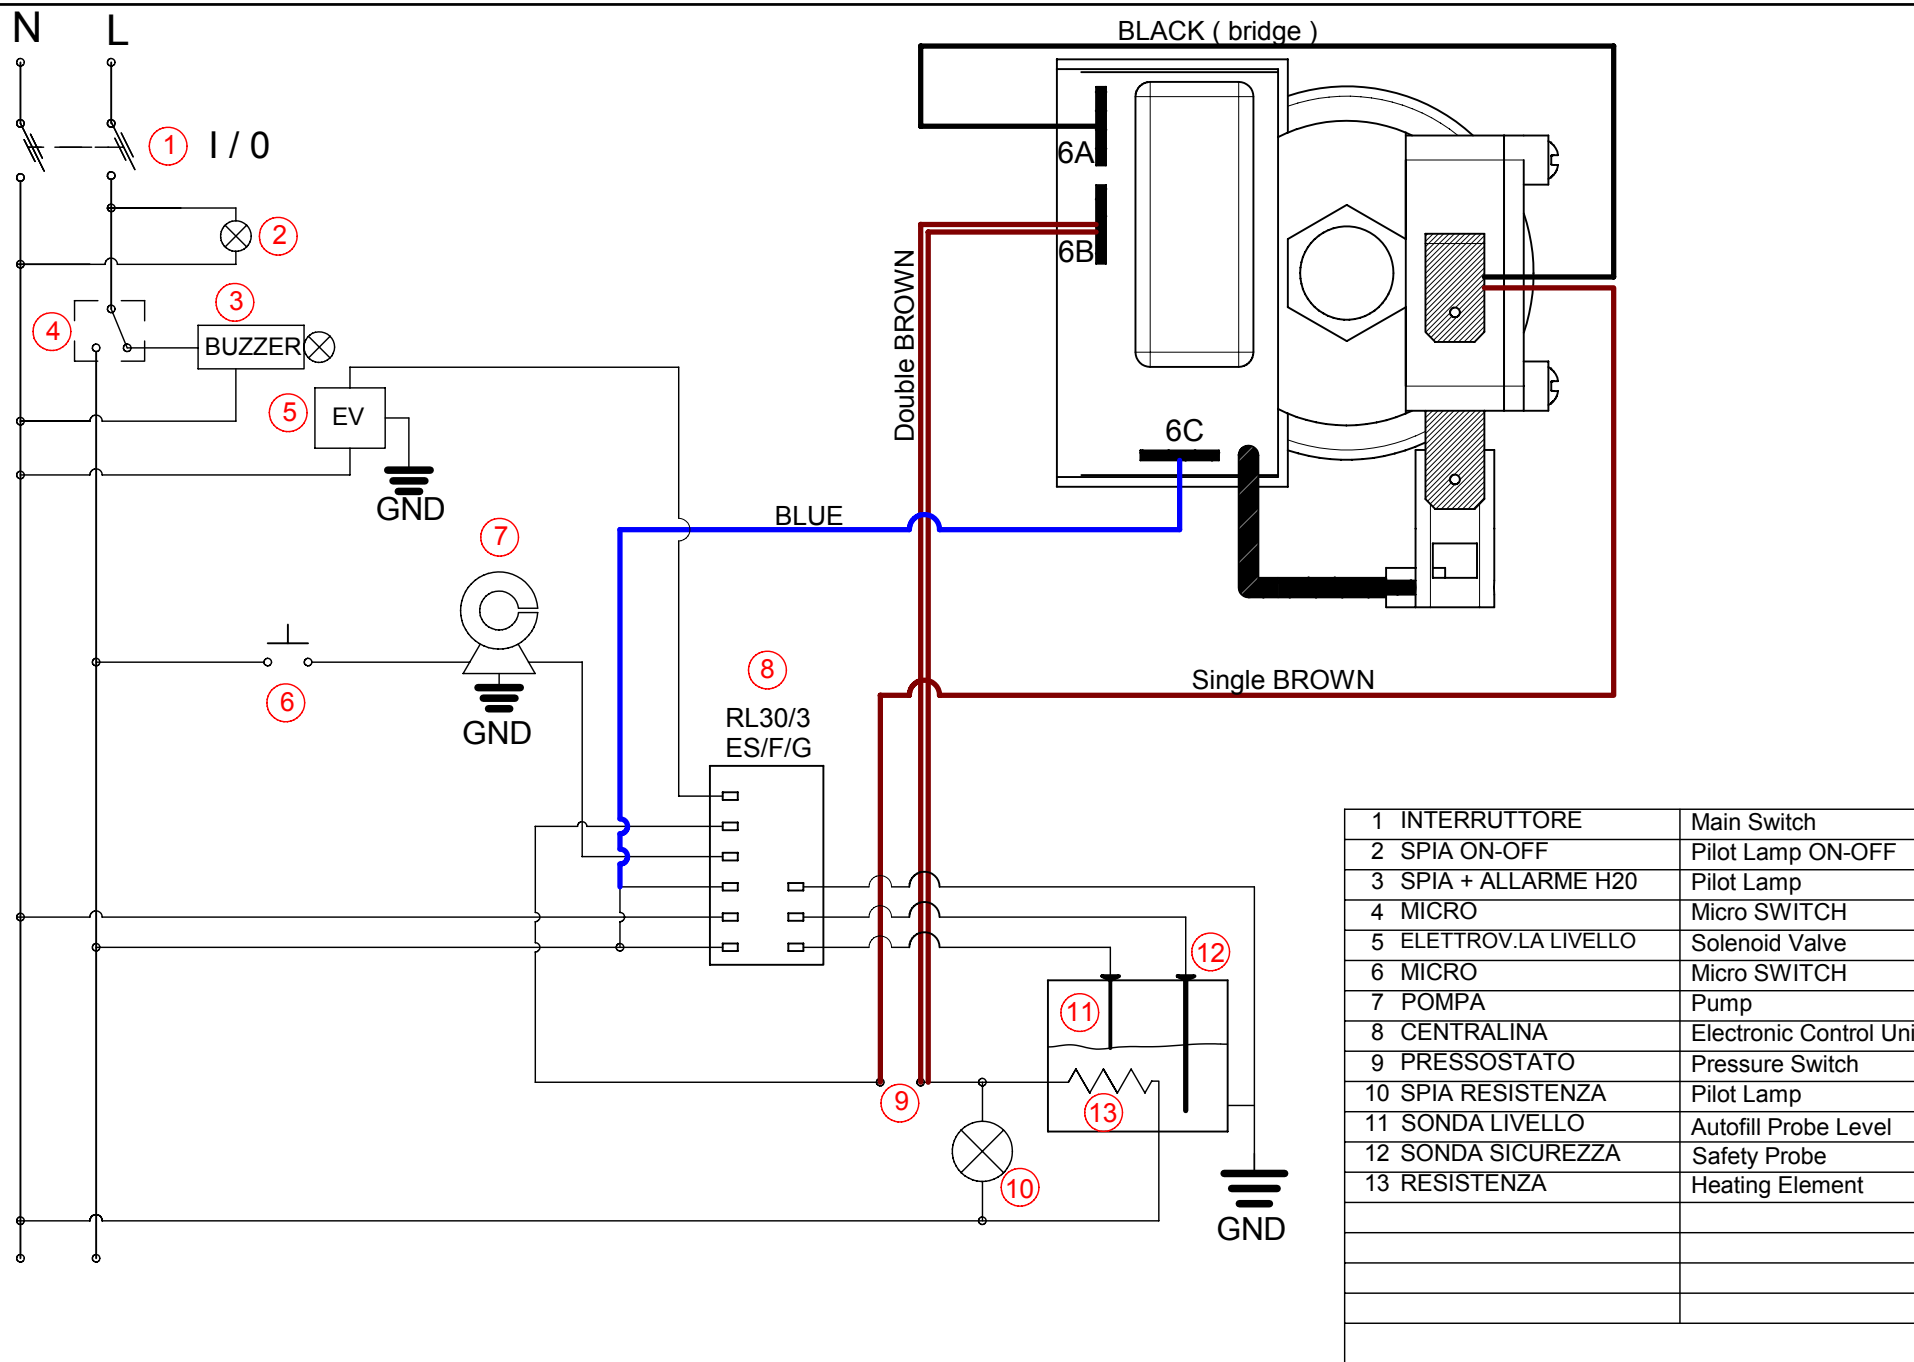 N L
BLACK ( bridge )
1 I / 0
6A
2
6B
Double BROWN
3
4
BUZZER
5
EV
6C
GND
BLUE
7
8
Single BROWN
6
RL30/3
ES/F/G
GND
12
11
9
13
10
GND
1 INTERRUTTORE Main Switch
2 SPIA ON-OFF Pilot Lamp ON-OFF
3 SPIA + ALLARME H20 Pilot Lamp
4 MICRO Micro SWITCH
5 ELETTROV.LA LIVELLO Solenoid Valve
6 MICRO Micro SWITCH
7 POMPA Pump
8 CENTRALINA Electronic Control Uni
9 PRESSOSTATO Pressure Switch
10 SPIA RESISTENZA Pilot Lamp
11 SONDA LIVELLO Autofill Probe Level
12 SONDA SICUREZZA Safety Probe
13 RESISTENZA Heating Element